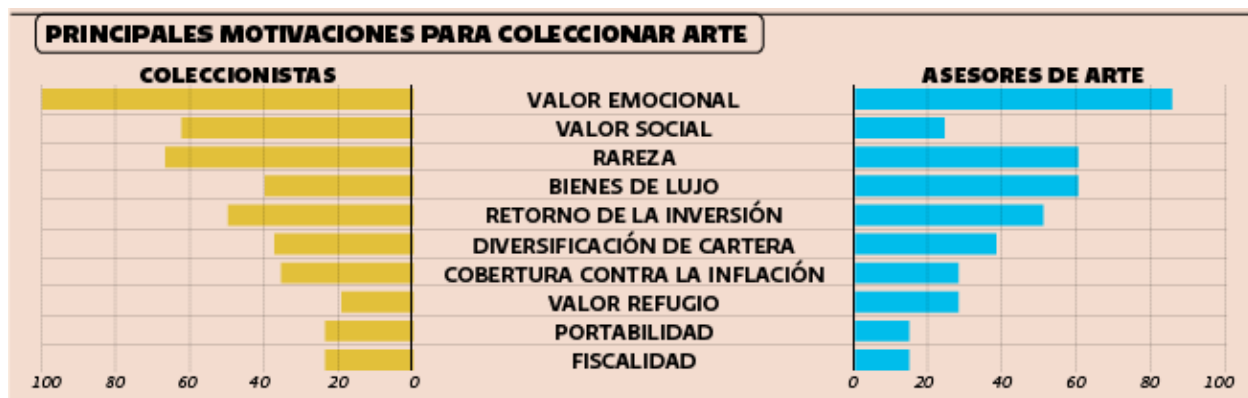 PRINCIPALES MOTIVACIONES PARA COLECCIONAR ARTE
COLECCIONISTAS
ASESORES DE ARTE
VALOR EMOCIONAL
VALOR SOCIAL
RAREZA
BIENES DE LUJO
RETORNO DE LA INVERSIÓN
DIVERSIFICACIÓN DE CARTERA
COBERTURA CONTRA LA INFLACIÓN
VALOR REFUGIO
PORTABILIDAD
FISCALIDAD
100 80 60 40 20 0
0 20 40 60 80 100